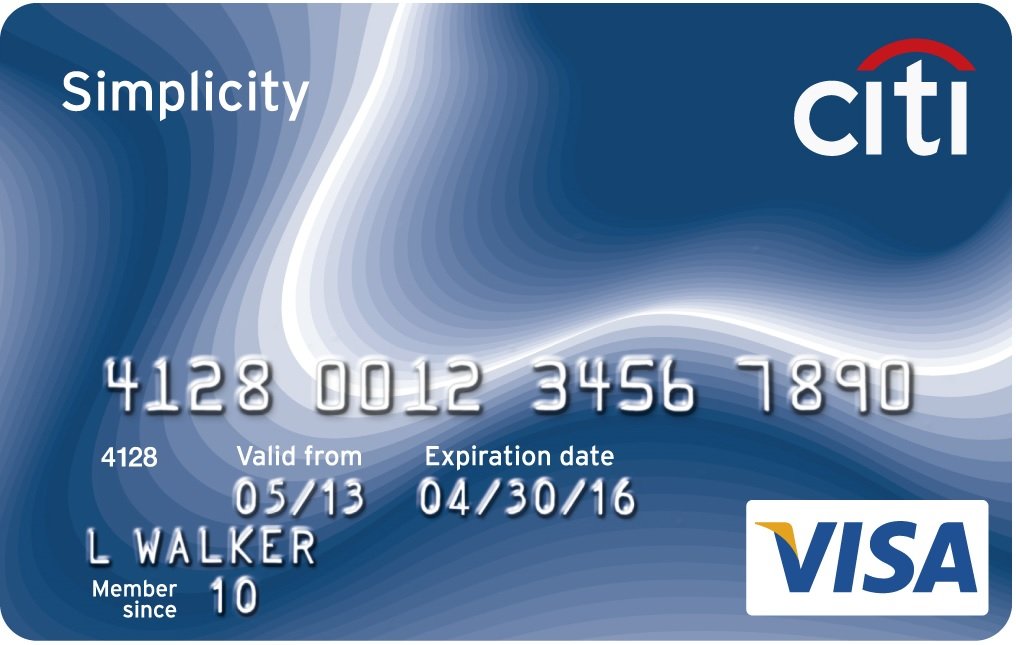 Simplicity
citi
4128 0012 3456 7890
4128
Valid from
Expiration date
05/13
04/30/16
L WALKER
Member
since
10
VISA